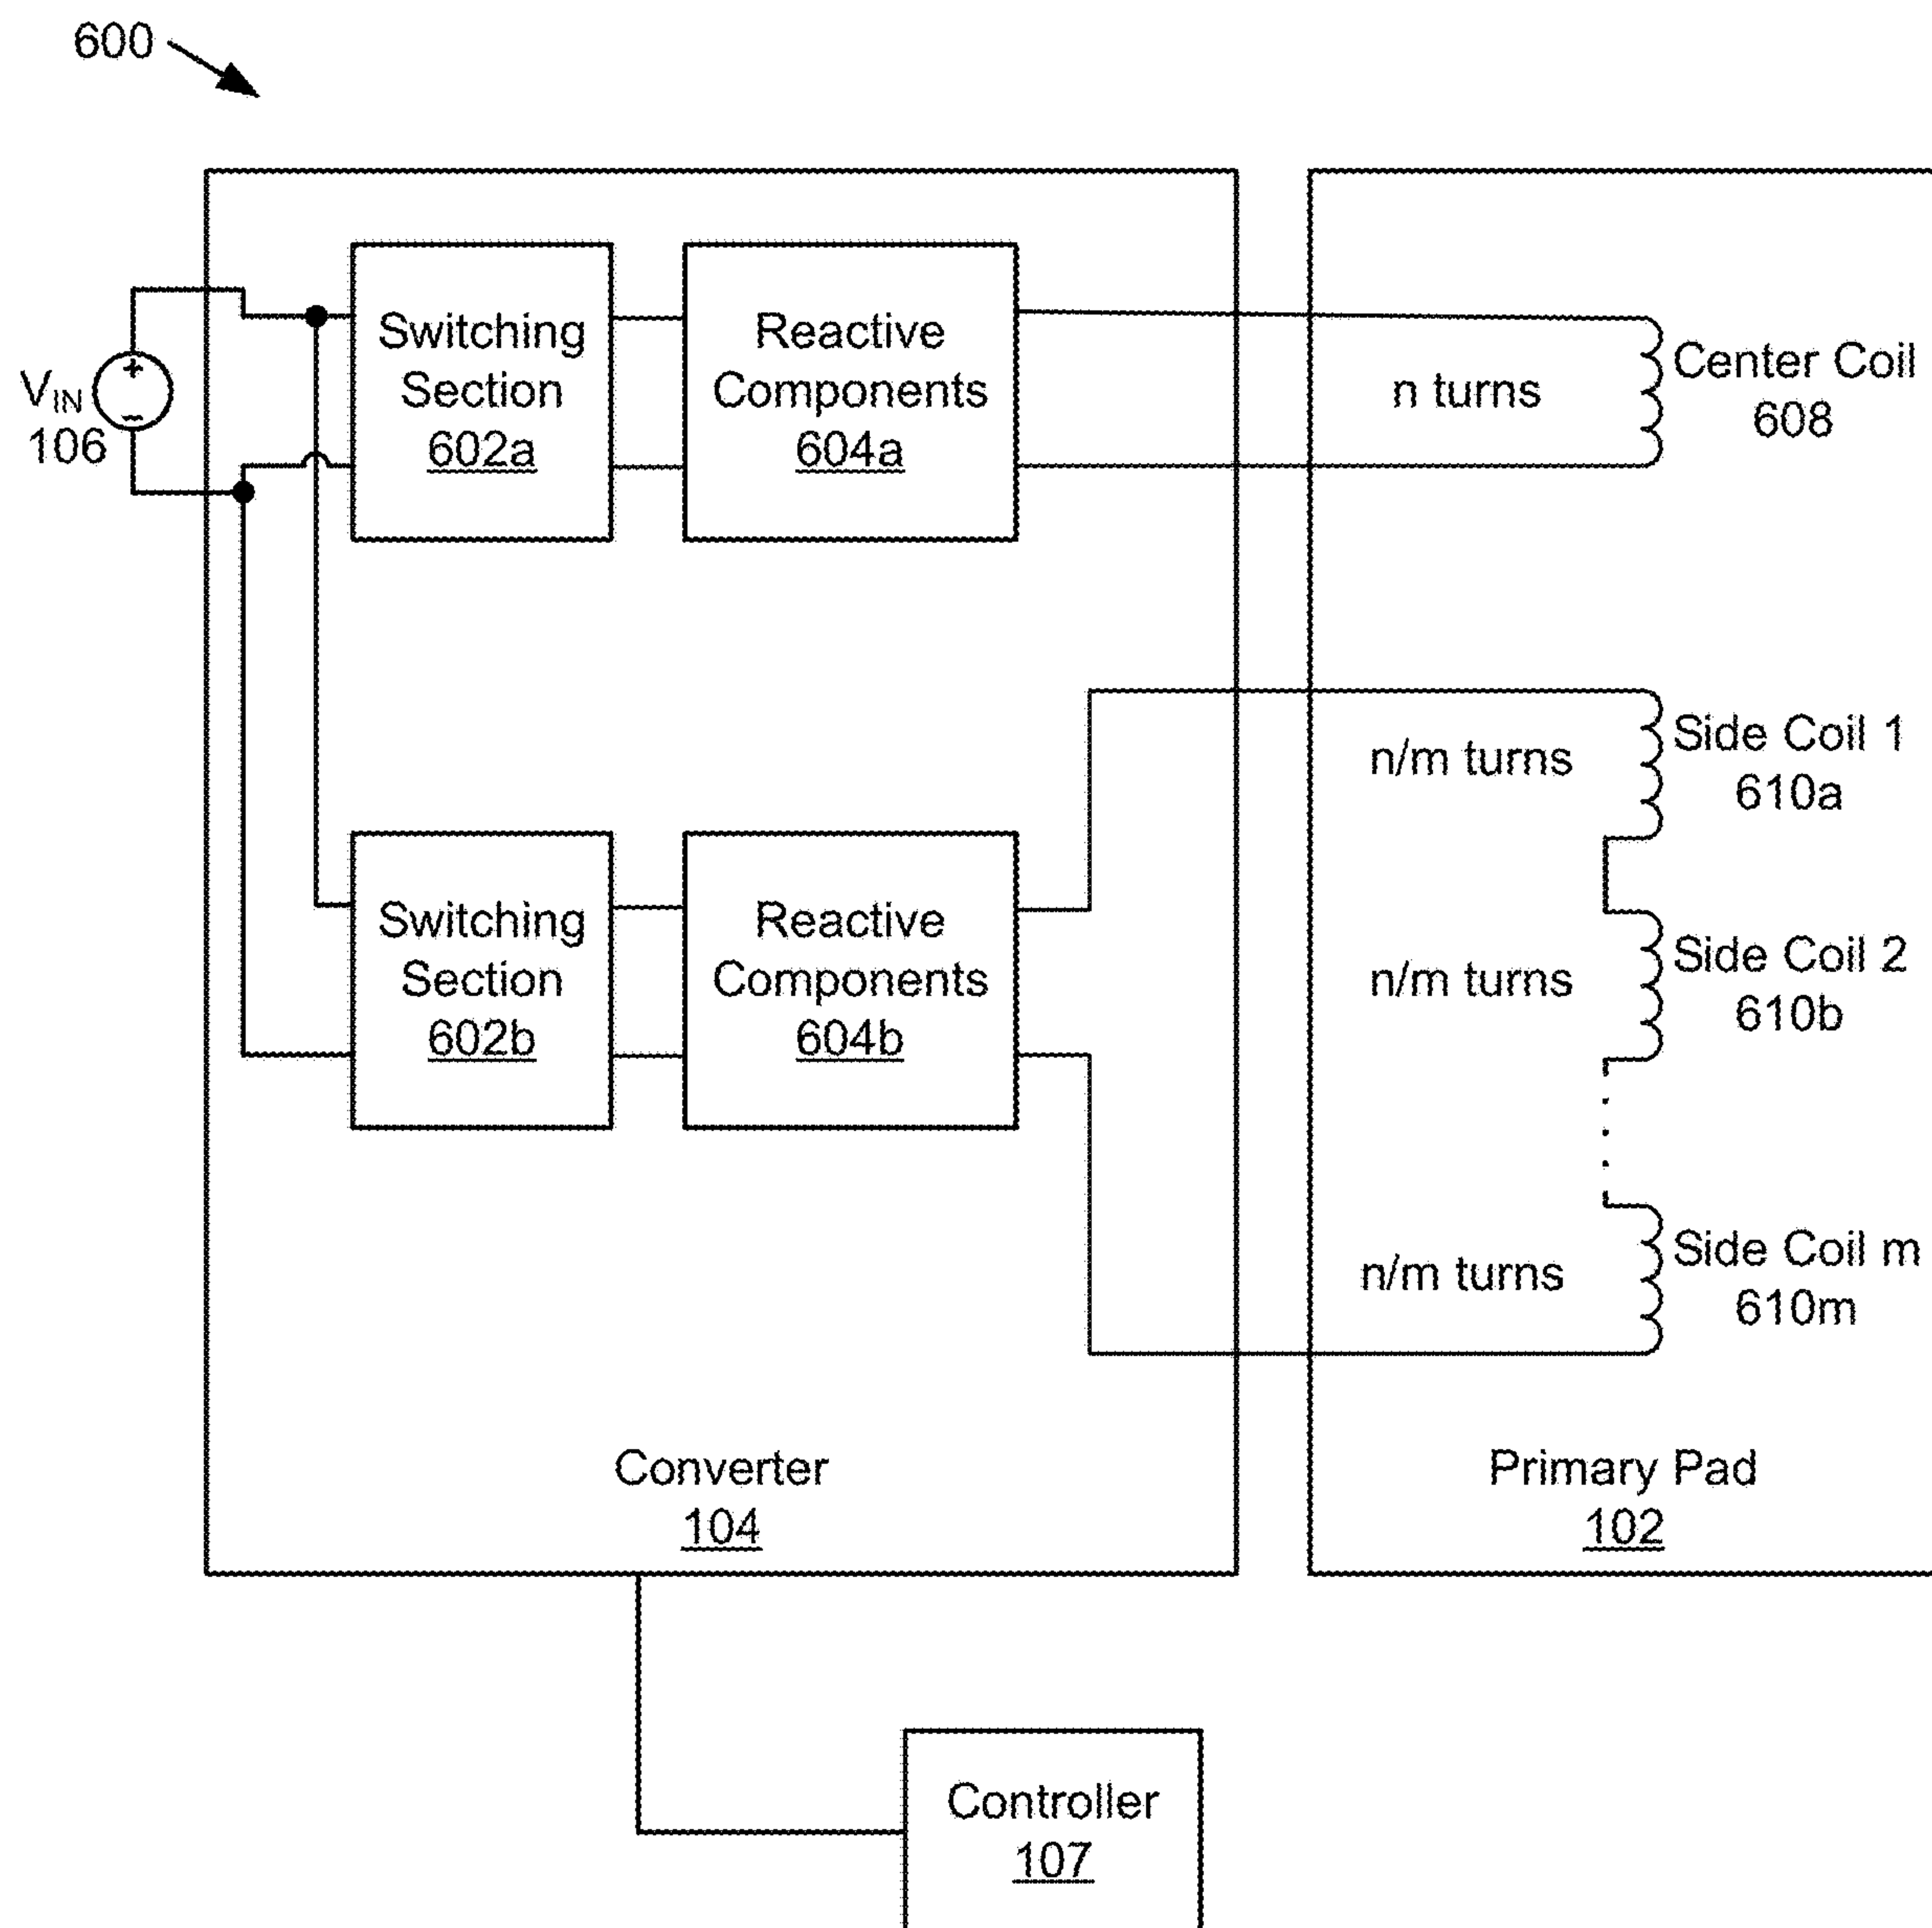 600
Switching
Section
602a
Reactive
Components
604a
n turns
Center Coil
608
+
−
VIN
106
n/m turns
Side Coil 1
610a
Switching
Section
602b
Reactive
Components
604b
n/m turns
Side Coil 2
610b
n/m turns
Side Coil m
610m
Converter
104
Primary Pad
102
Controller
107